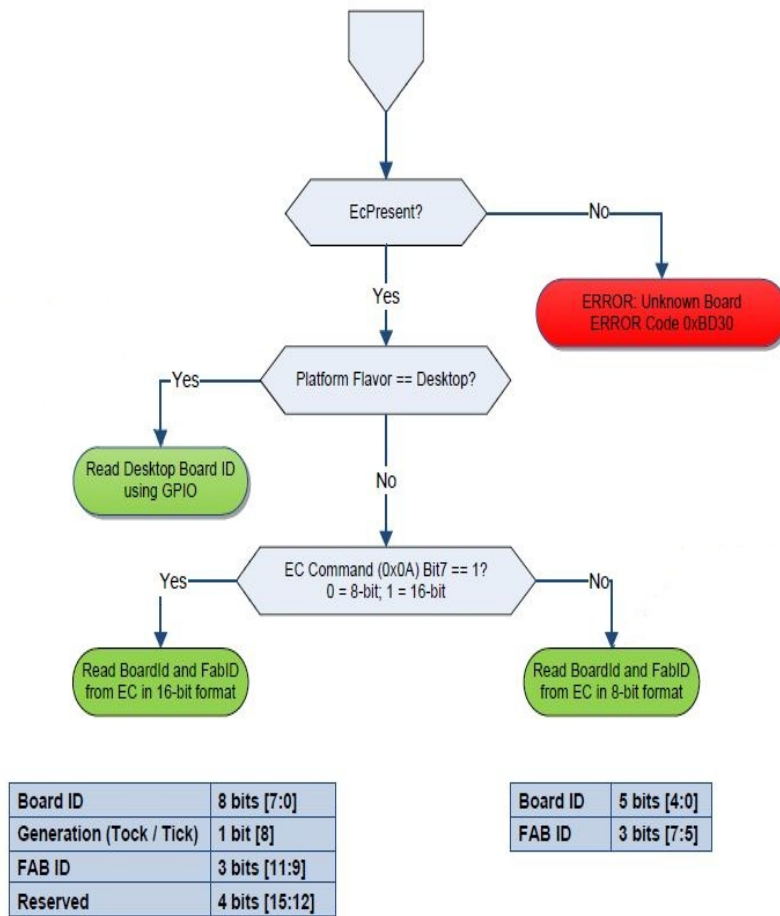 EcPresent?
No
ERROR: Unknown Board
ERROR Code 0xBD30
Yes
Platform Flavor == Desktop?
Yes
Read Desktop Board ID
using GPIO
No
EC Command (0x0A) Bit7 == 1?
0 = 8-bit; 1 = 16-bit
Yes
No
Read BoardId and FabID
from EC in 16-bit format
Read BoardId and FabID
from EC in 8-bit format
Board ID 8 bits [7:0]
Generation (Tock / Tick) 1 bit [8]
FAB ID 3 bits [11:9]
Reserved 4 bits [15:12]
Board ID 5 bits [4:0]
FAB ID 3 bits [7:5]